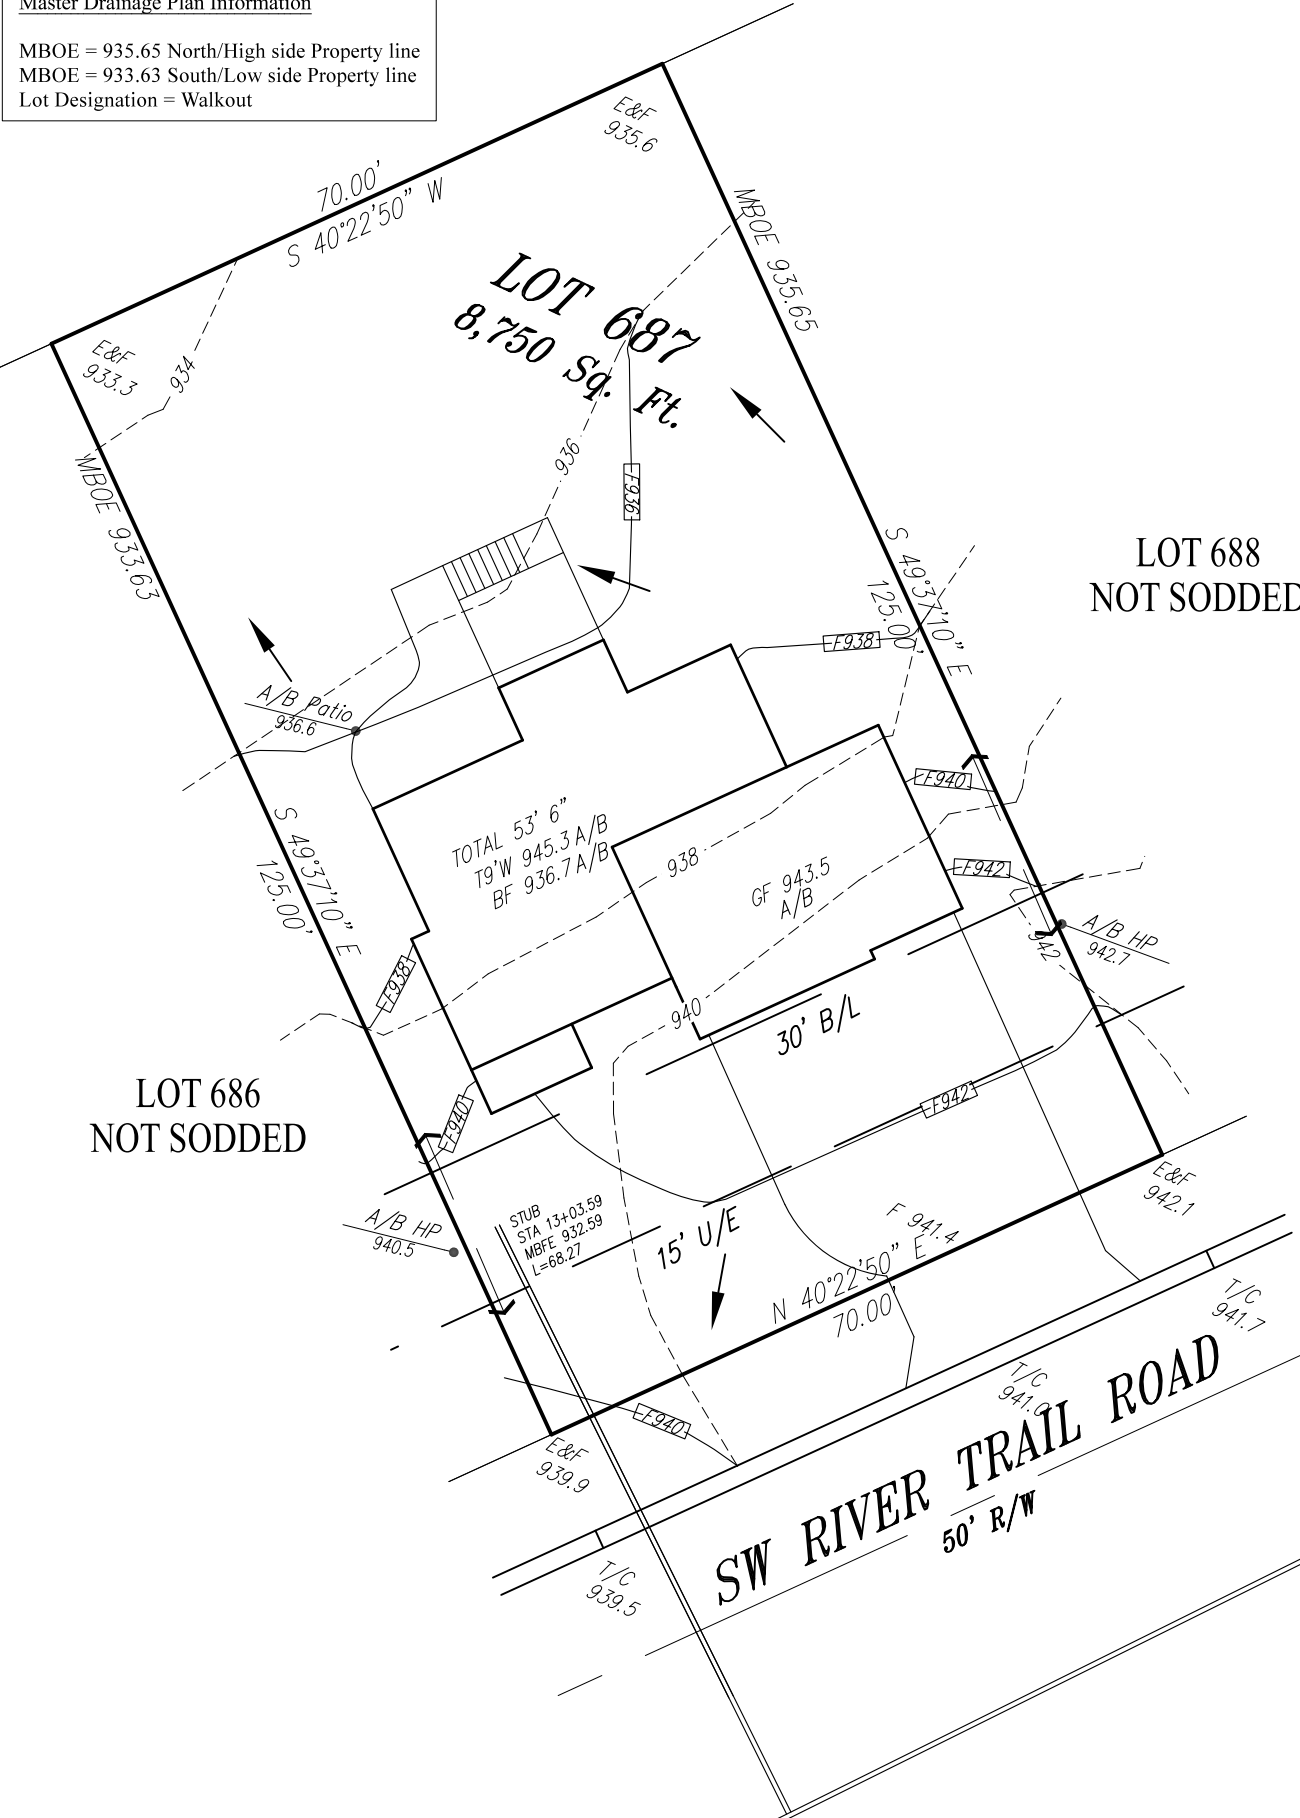 Master Drainage Plan Information
MBOE = 935.65 North/High side Property line
MBOE = 933.63 South/Low side Property line
Lot Designation = Walkout
E&F
935.6
70.00'
S 40°22'50" W
MBOE 935.65
LOT 687
8,750 Sq. Ft.
E&F
933.3
934
936
F936
MBOE 933.63
S 49°37'10" E
125.00'
LOT 688
NOT SODDED
F938
A/B Patio
936.6
F940
TOTAL 53' 6"
T9'W 945.3 A/B
BF 936.7 A/B
938
GF 943.5
A/B
F942
S 49°37'10" E
125.00'
A/B HP
942.7
942
F938
940
30' B/L
LOT 686
NOT SODDED
F940
F942
E&F
942.1
A/B HP
940.5
STUB
STA 13+03.59
MBFE 932.59
L=68.27
15' U/E
F 941.4
N 40°22'50" E
70.00'
T/C
941.7
T/C
941.0
F940
E&F
939.9
SW RIVER TRAIL ROAD
50' R/W
T/C
939.5